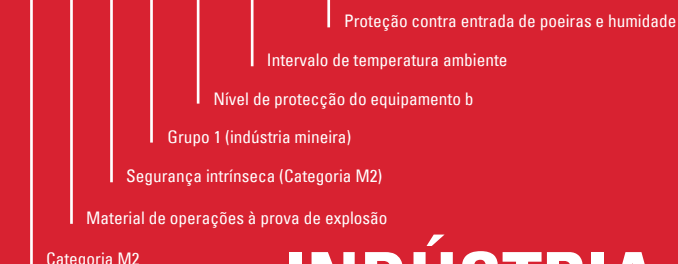 Proteção contra entrada de poeiras e humidade
Intervalo de temperatura ambiente
Nível de protecção do equipamento b
Grupo 1 (indústria mineira)
Segurança intrínseca (Categoria M2)
Material de operações à prova de explosão
Categoria M2
INDÚSTRIA